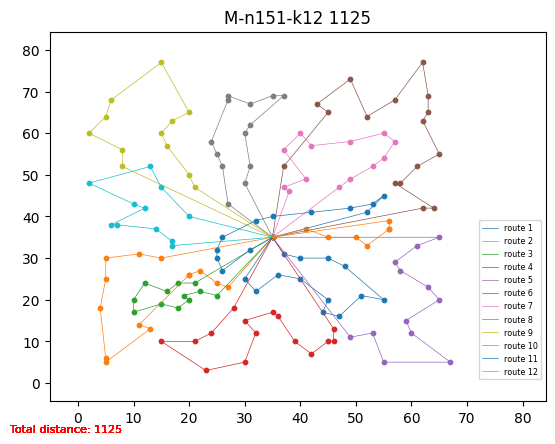 M-n151-k12 1125
80
70
60
50
40
30
20
10
0
0 10 20 30 40 50 60 70 80
route 1
route 2
route 3
route 4
route 5
route 6
route 7
route 8
route 9
route 10
route 11
route 12
Total distance: 1125